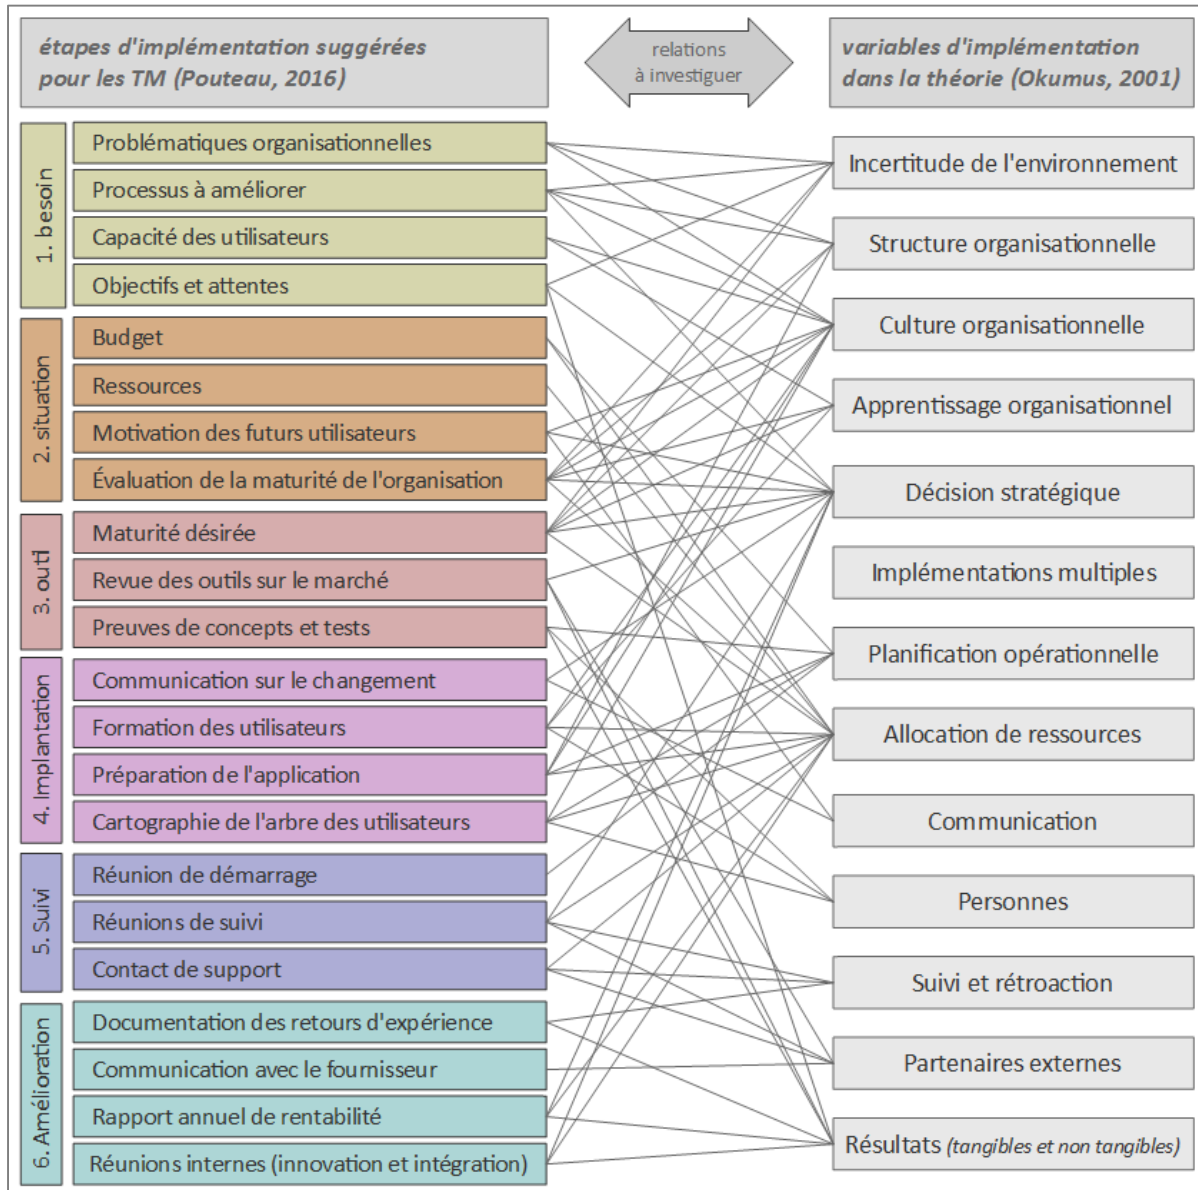 étapes d'implémentation suggérées
pour les TM (Pouteau, 2016)
relations
à investiguer
variables d'implémentation
dans la théorie (Okumus, 2001)
1. besoin
Problématiques organisationnelles
Processus à améliorer
Capacité des utilisateurs
Objectifs et attentes
2. situation
Budget
Ressources
Motivation des futurs utilisateurs
Évaluation de la maturité de l'organisation
3. outil
Maturité désirée
Revue des outils sur le marché
Preuves de concepts et tests
4. Implantation
Communication sur le changement
Formation des utilisateurs
Préparation de l'application
Cartographie de l'arbre des utilisateurs
5. Suivi
Réunion de démarrage
Réunions de suivi
Contact de support
6. Amélioration
Documentation des retours d'expérience
Communication avec le fournisseur
Rapport annuel de rentabilité
Réunions internes (innovation et intégration)
Incertitude de l'environnement
Structure organisationnelle
Culture organisationnelle
Apprentissage organisationnel
Décision stratégique
Implémentations multiples
Planification opérationnelle
Allocation de ressources
Communication
Personnes
Suivi et rétroaction
Partenaires externes
Résultats (tangibles et non tangibles)